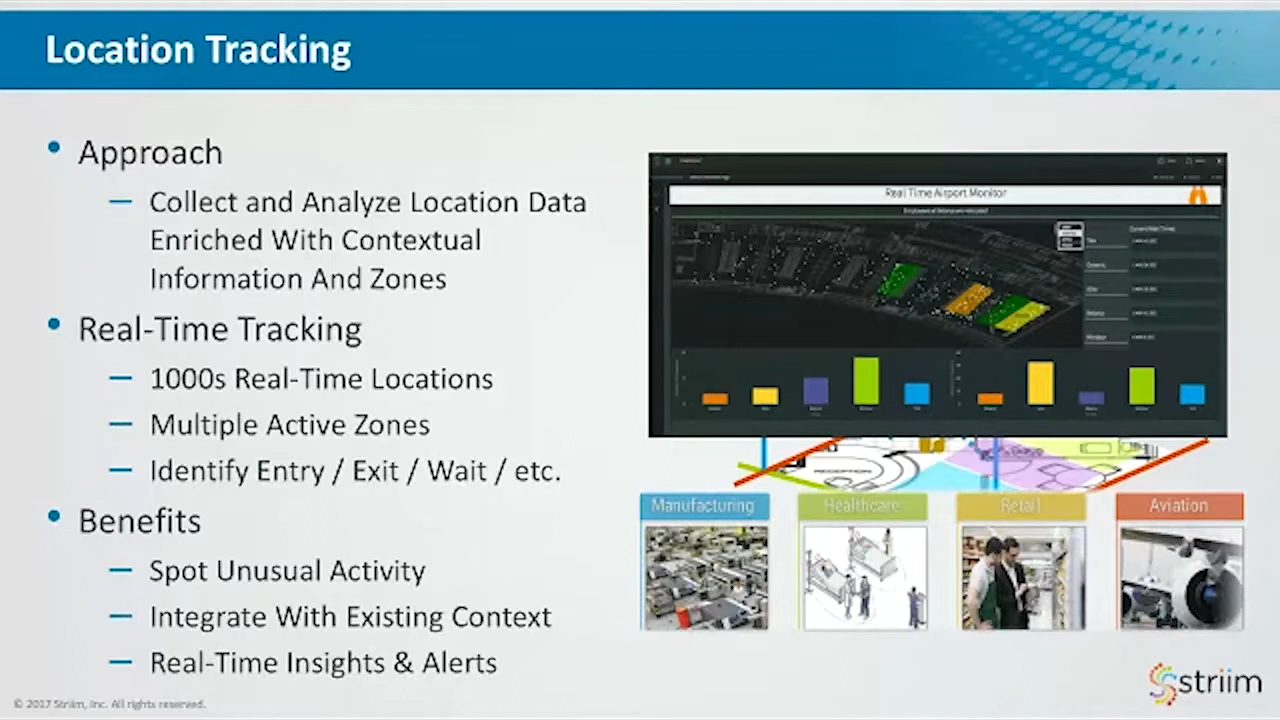 Location Tracking
• Approach
– Collect and Analyze Location Data
Enriched With Contextual
Information And Zones
• Real-Time Tracking
– 1000s Real-Time Locations
– Multiple Active Zones
– Identify Entry / Exit / Wait / etc.
• Benefits
– Spot Unusual Activity
– Integrate With Existing Context
– Real-Time Insights & Alerts
Real Time Airport Monitor
RECEPTION
Manufacturing
Healthcare
Retail
Aviation
striim
© 2017 Striim, Inc. All rights reserved.